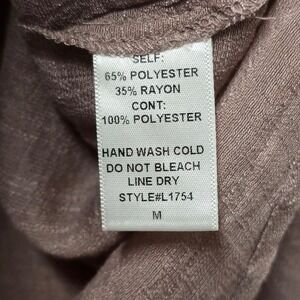 SELF:
65% POLYESTER
35% RAYON
CONT:
100% POLYESTER
HAND WASH COLD
DO NOT BLEACH
LINE DRY
STYLE#L1754
M